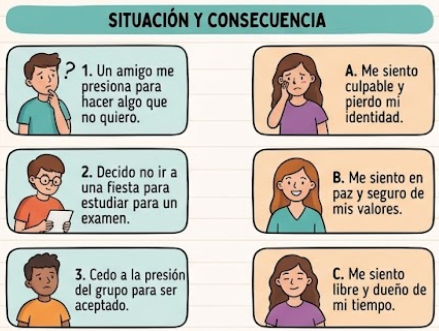 SITUACIÓN Y CONSECUENCIA
?
1. Un amigo me
presiona para
hacer algo que
no quiero.
A. Me siento
culpable y
pierdo mi
identidad.
2. Decido no ir a
una fiesta para
estudiar para un
examen.
B. Me siento en
paz y seguro de
mis valores.
3. Cedo a la presión
del grupo para ser
aceptado.
C. Me siento
libre y dueño de
mi tiempo.